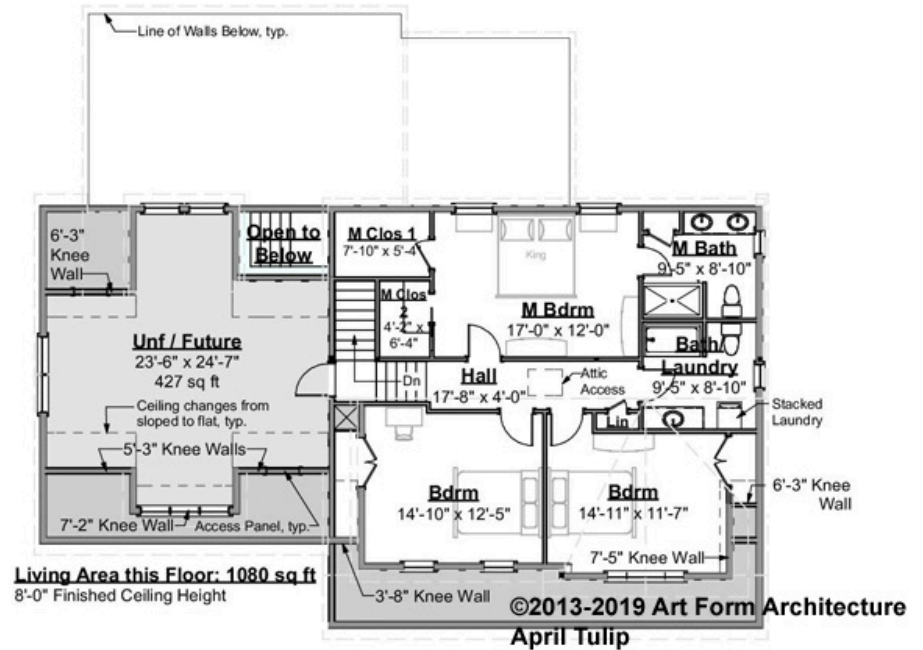 Line of Walls Below, typ.
6'-3"
Knee
Wall
Open to
Below
M Clos 1
7'-10" x 5'-4"
King
M Bath
9'-5" x 8'-10"
M Clos
2
4'-2" x
6'-4"
M Bdrm
17'-0" x 12'-0"
Unf / Future
23'-6" x 24'-7"
427 sq ft
Bath/
Laundry
9'-5" x 8'-10"
Dn
Hall
17'-8" x 4'-0"
Attic
Access
Ceiling changes from
sloped to flat, typ.
Lin
Stacked
Laundry
5'-3" Knee Walls
6'-3" Knee
Wall
Bdrm
14'-10" x 12'-5"
Bdrm
14'-11" x 11'-7"
7'-2" Knee Wall
Access Panel, typ.
7'-5" Knee Wall
Living Area this Floor: 1080 sq ft
8'-0" Finished Ceiling Height
3'-8" Knee Wall
©2013-2019 Art Form Architecture
April Tulip